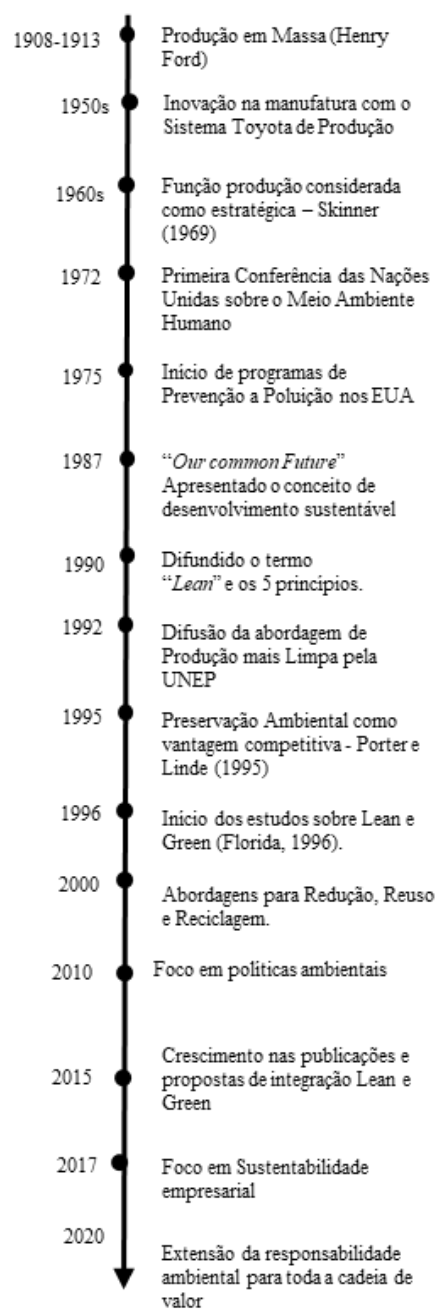 1908-1913
Produção em Massa (Henry
Ford)
1950s
Inovação na manufatura com o
Sistema Toyota de Produção
1960s
Função produção considerada
como estratégica – Skinner
(1969)
1972
Primeira Conferência das Nações
Unidas sobre o Meio Ambiente
Humano
1975
Inicio de programas de
Prevenção a Poluição nos EUA
1987
“Our common Future”
Apresentado o conceito de
desenvolvimento sustentável
1990
Difundido o termo
“Lean” e os 5 princípios.
1992
Difusão da abordagem de
Produção mais Limpa pela
UNEP
1995
Preservação Ambiental como
vantagem competitiva - Porter e
Linde (1995)
1996
Início dos estudos sobre Lean e
Green (Florida, 1996).
2000
Abordagens para Redução, Reuso
e Reciclagem.
2010
Foco em políticas ambientais
2015
Crescimento nas publicações e
propostas de integração Lean e
Green
2017
Foco em Sustentabilidade
empresarial
2020
Extensão da responsabilidade
ambiental para toda a cadeia de
valor